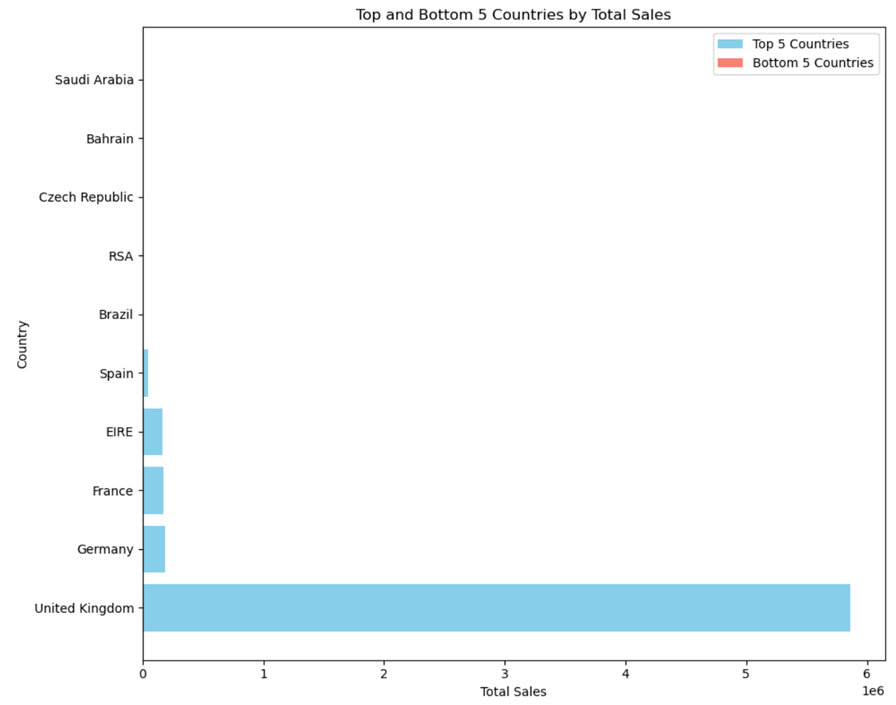 Top and Bottom 5 Countries by Total Sales
Top 5 Countries
Bottom 5 Countries
Country
Saudi Arabia
Bahrain
Czech Republic
RSA
Brazil
Spain
EIRE
France
Germany
United Kingdom
0 1 2 3 4 5 6
1e6
Total Sales